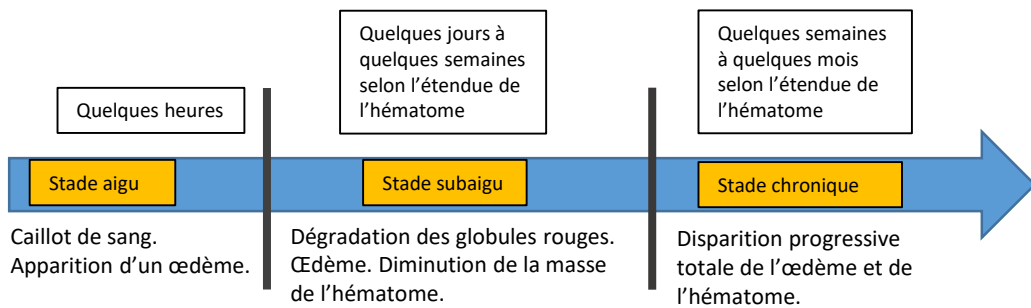 Quelques heures
Quelques jours à
quelques semaines
selon l'étendue de
l'hématome
Quelques semaines
à quelques mois
selon l'étendue de
l'hématome
Stade aigu
Stade subaigu
Stade chronique
Caillot de sang.
Apparition d'un œdème.
Dégradation des globules rouges.
Œdème. Diminution de la masse
de l'hématome.
Disparition progressive
totale de l'œdème et de
l'hématome.